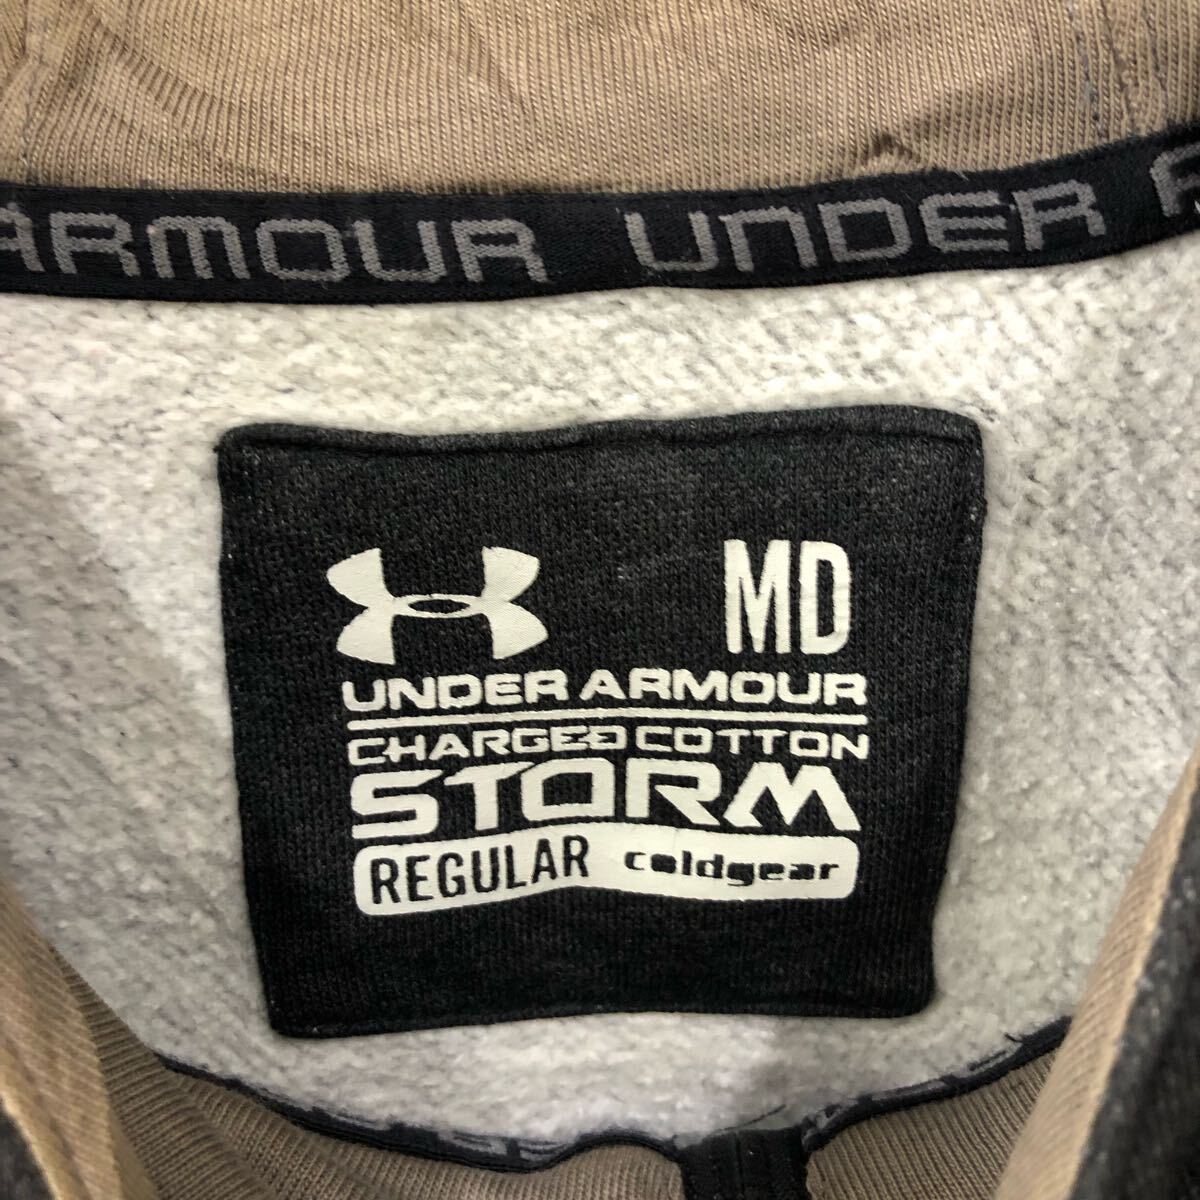 ARMOUR UNDER A
MD
UNDER ARMOUR
CHARGED COTTON
STORM
REGULAR coldgear